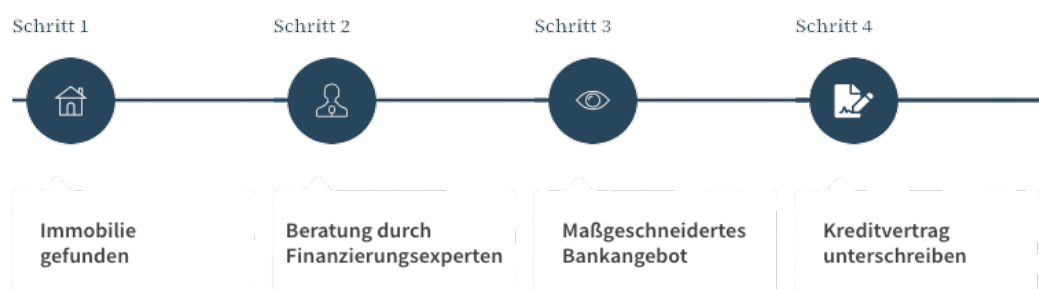 Schritt 1
Schritt 2
Schritt 3
Schritt 4
Immobilie
gefunden
Beratung durch
Finanzierungsexperten
Maßgeschneidertes
Bankangebot
Kreditvertrag
unterschreiben